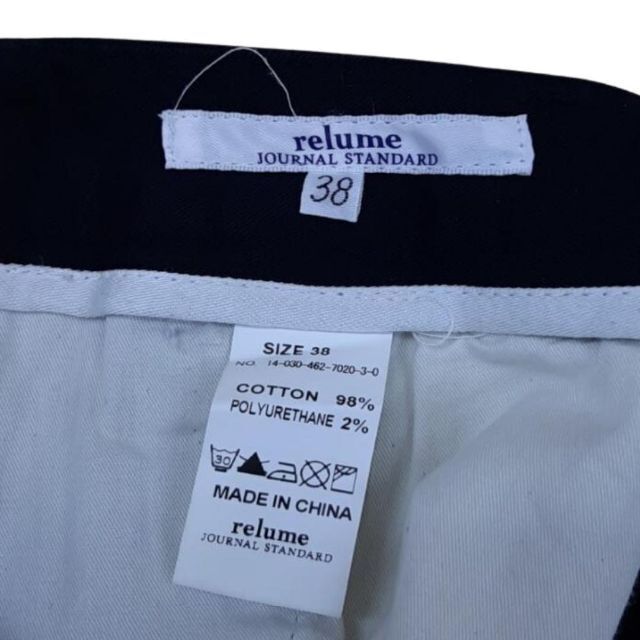 relume
JOURNAL STANDARD
38
SIZE 38
NO. 14-030-462-7020-3-0
COTTON 98%
POLYURETHANE 2%
30
MADE IN CHINA
relume
JOURNAL STANDARD